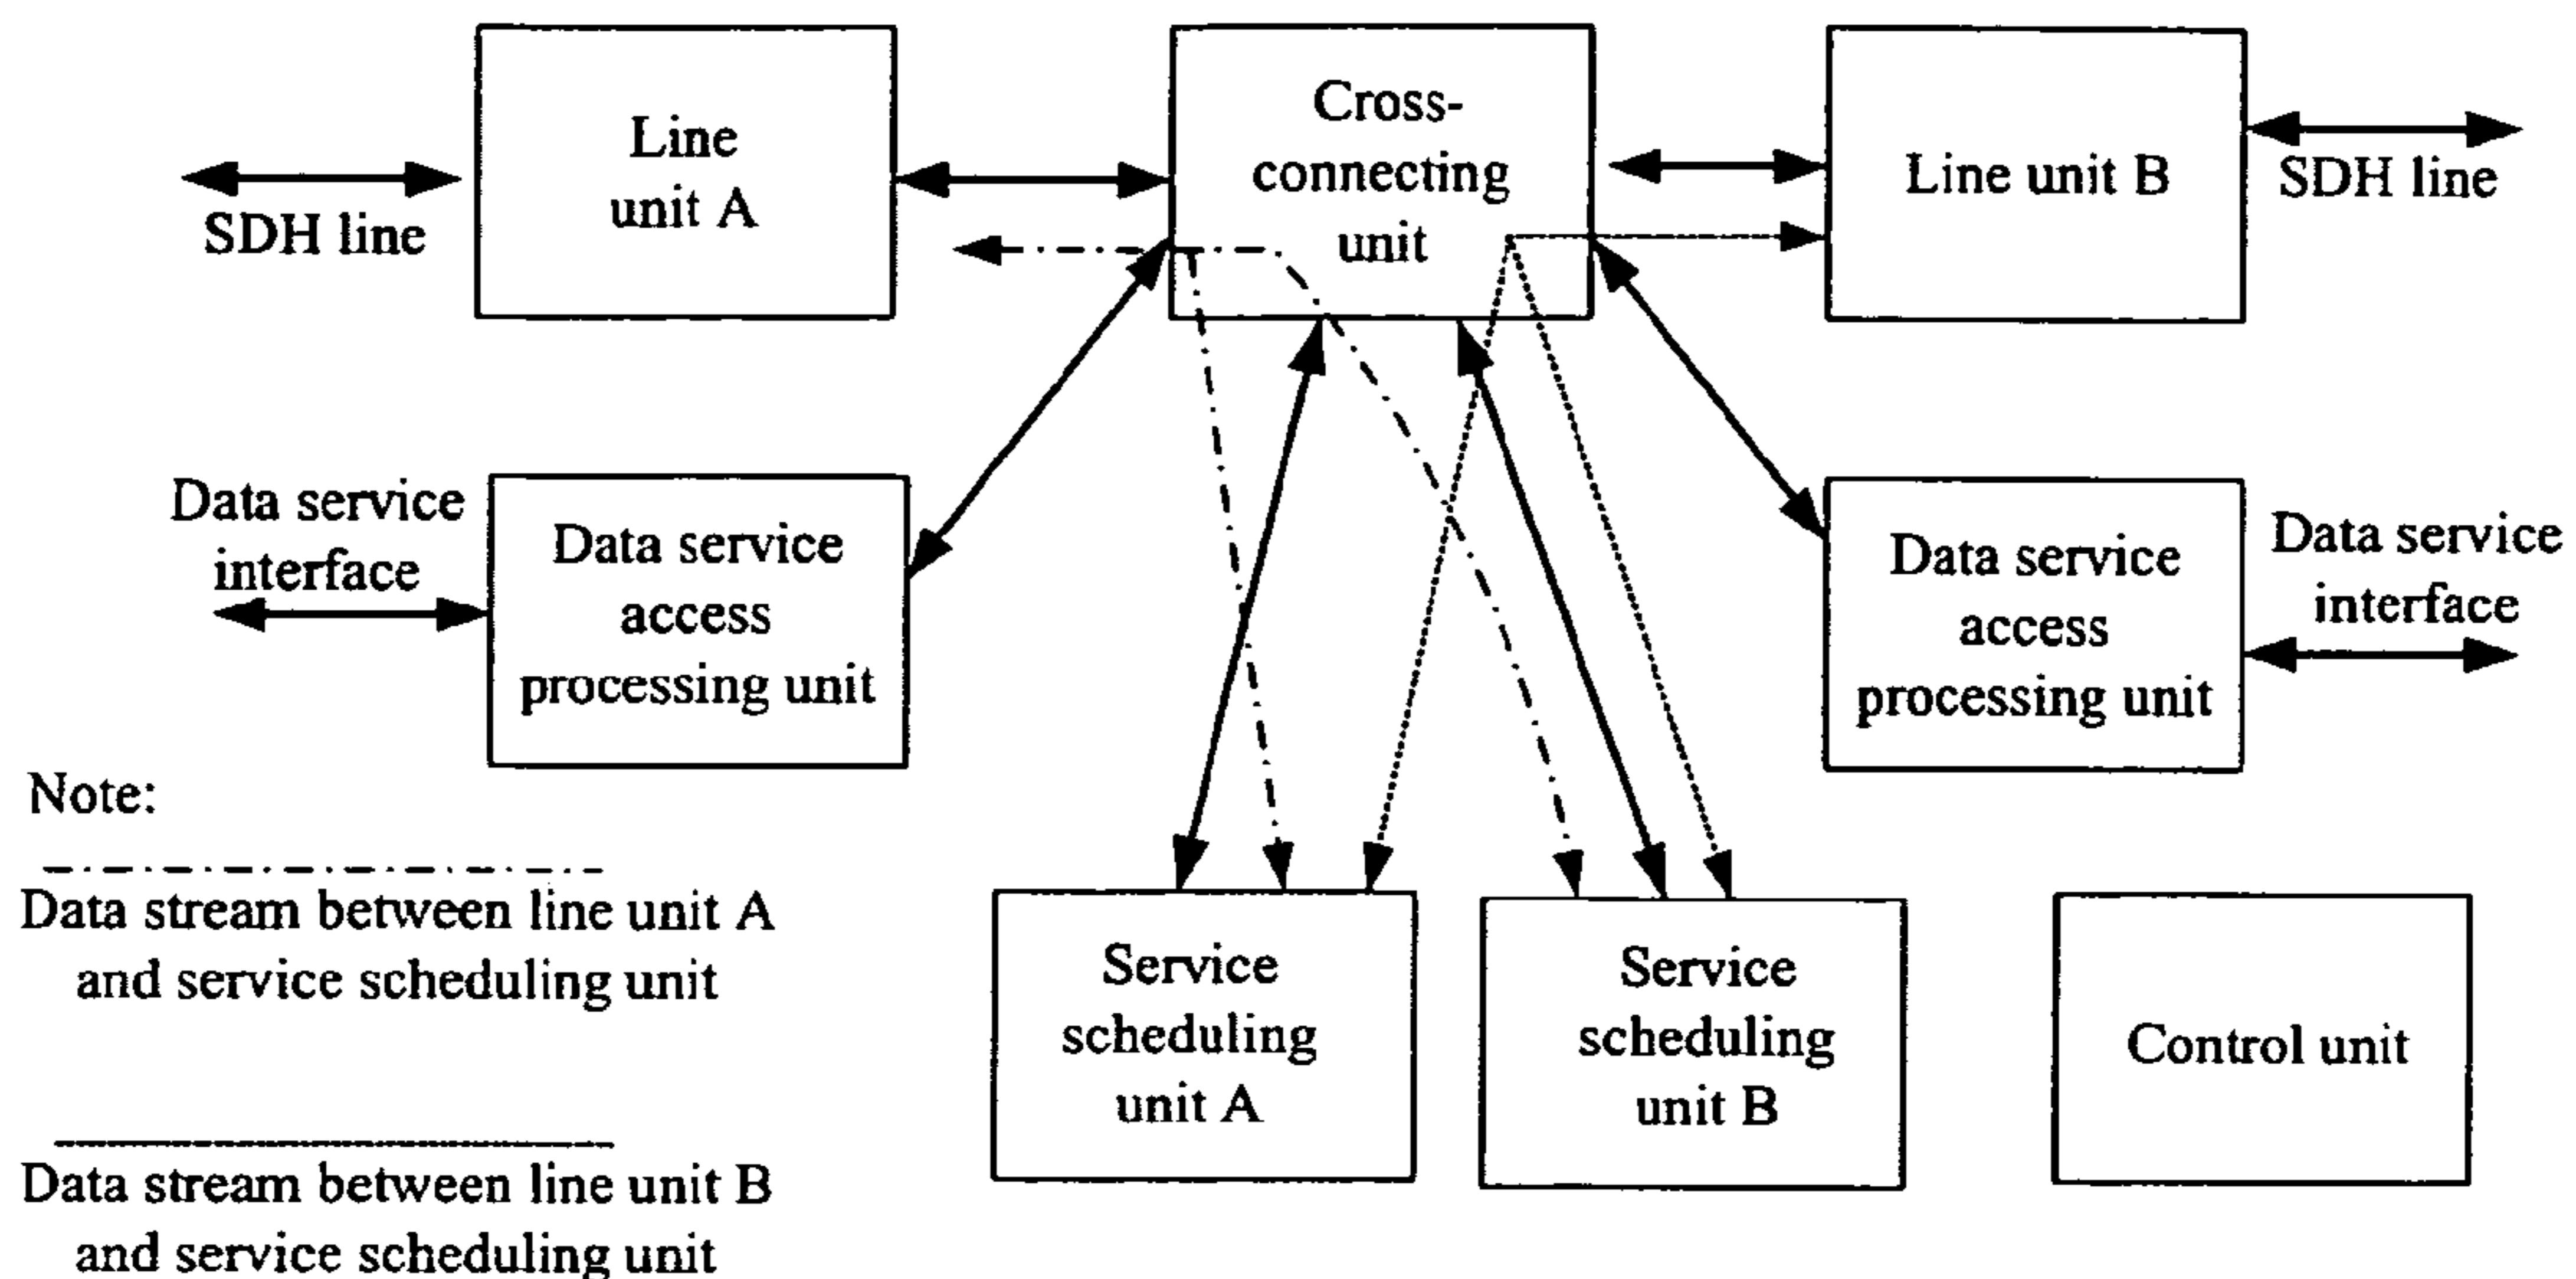 Line
unit A
Cross-
connecting
unit
Line unit B
SDH line
SDH line
Data service
interface
Data service
access
processing unit
Data service
access
processing unit
Data service
interface
Note:
Data stream between line unit A
and service scheduling unit
Data stream between line unit B
and service scheduling unit
Service
scheduling
unit A
Service
scheduling
unit B
Control unit